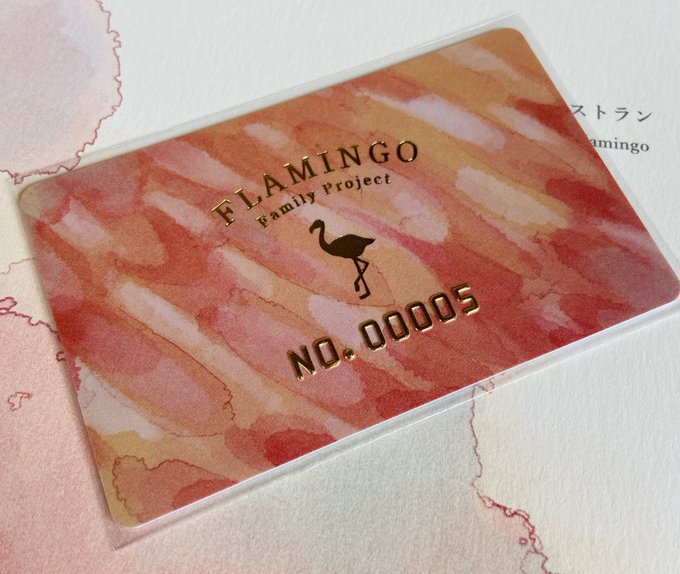 FLAMINGO
Family Project
NO.00005
ストラン
amingo